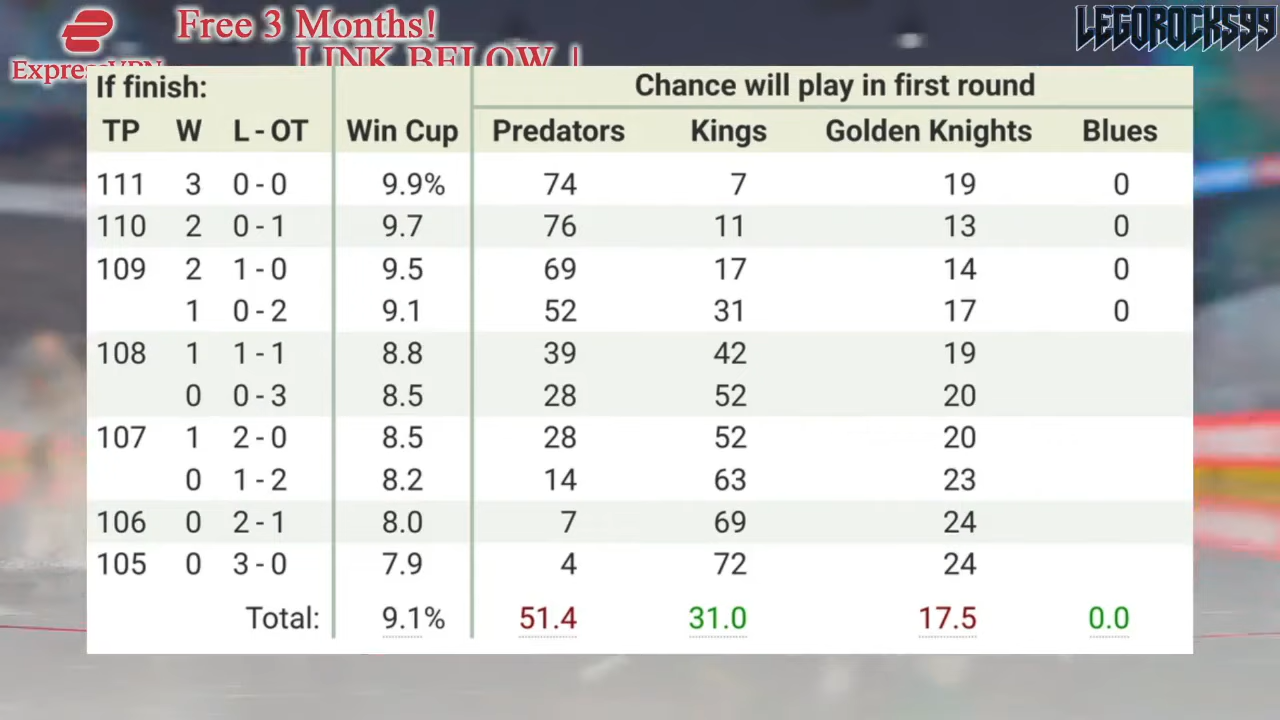 Free 3 Months!
LINK BELOW ↓
ExpressVPN
LEGOROCKS99
If finish: Chance will play in first round
TP W L - OT Win Cup Predators Kings Golden Knights Blues
111 3 0 - 0 9.9% 74 7 19 0
110 2 0 - 1 9.7 76 11 13 0
109 2 1 - 0 9.5 69 17 14 0
1 0 - 2 9.1 52 31 17 0
108 1 1 - 1 8.8 39 42 19
0 0 - 3 8.5 28 52 20
107 1 2 - 0 8.5 28 52 20
0 1 - 2 8.2 14 63 23
106 0 2 - 1 8.0 7 69 24
105 0 3 - 0 7.9 4 72 24
Total: 9.1% 51.4 31.0 17.5 0.0